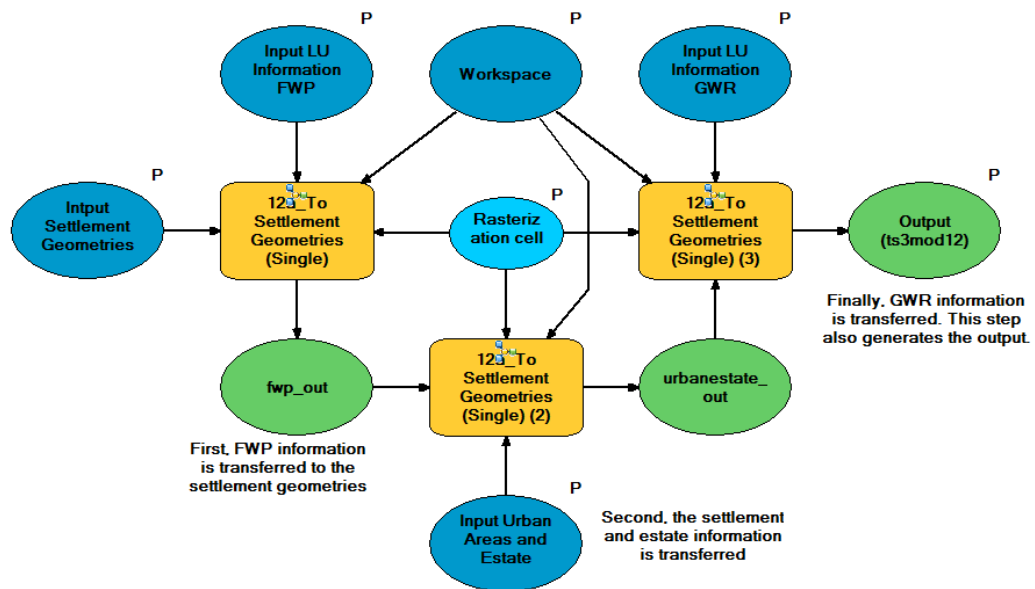 P
P
P
Input LU
Information
FWP
Workspace
Input LU
Information
GWR
P
P
P
Intput
Settlement
Geometries
Settlement
Geometries
(Single)
Rasteriz
ation cell
Settlement
Geometries
(Single) (3)
Output
(ts3mod12)
Finally, GWR information
is transferred. This step
also generates the output.
fwp_out
Settlement
Geometries
(Single) (2)
urbanestate_
out
First, FWP information
is transferred to the
settlement geometries
P
Input Urban
Areas and
Estate
Second, the settlement
and estate information
is transferred